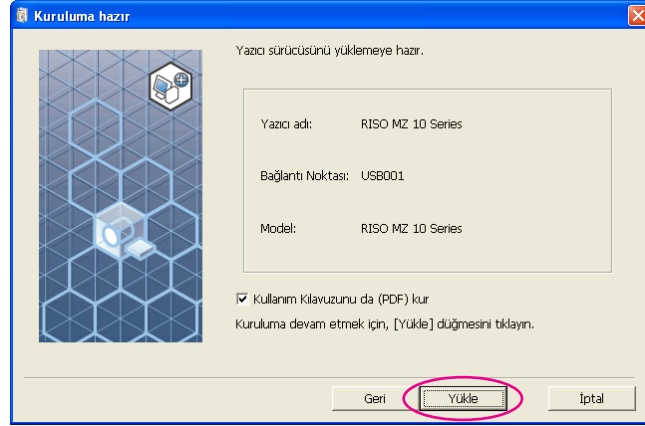 Kuruluma hazır
Yazıcı sürücüsünü yüklemeye hazır.
Yazıcı adı: RISO MZ 10 Series
Bağlantı Noktası: USB001
Model: RISO MZ 10 Series
Kullanım Kılavuzunu da (PDF) kur
Kuruluma devam etmek için, [Yükle] düğmesini tıklayın.
Geri Yükle İptal